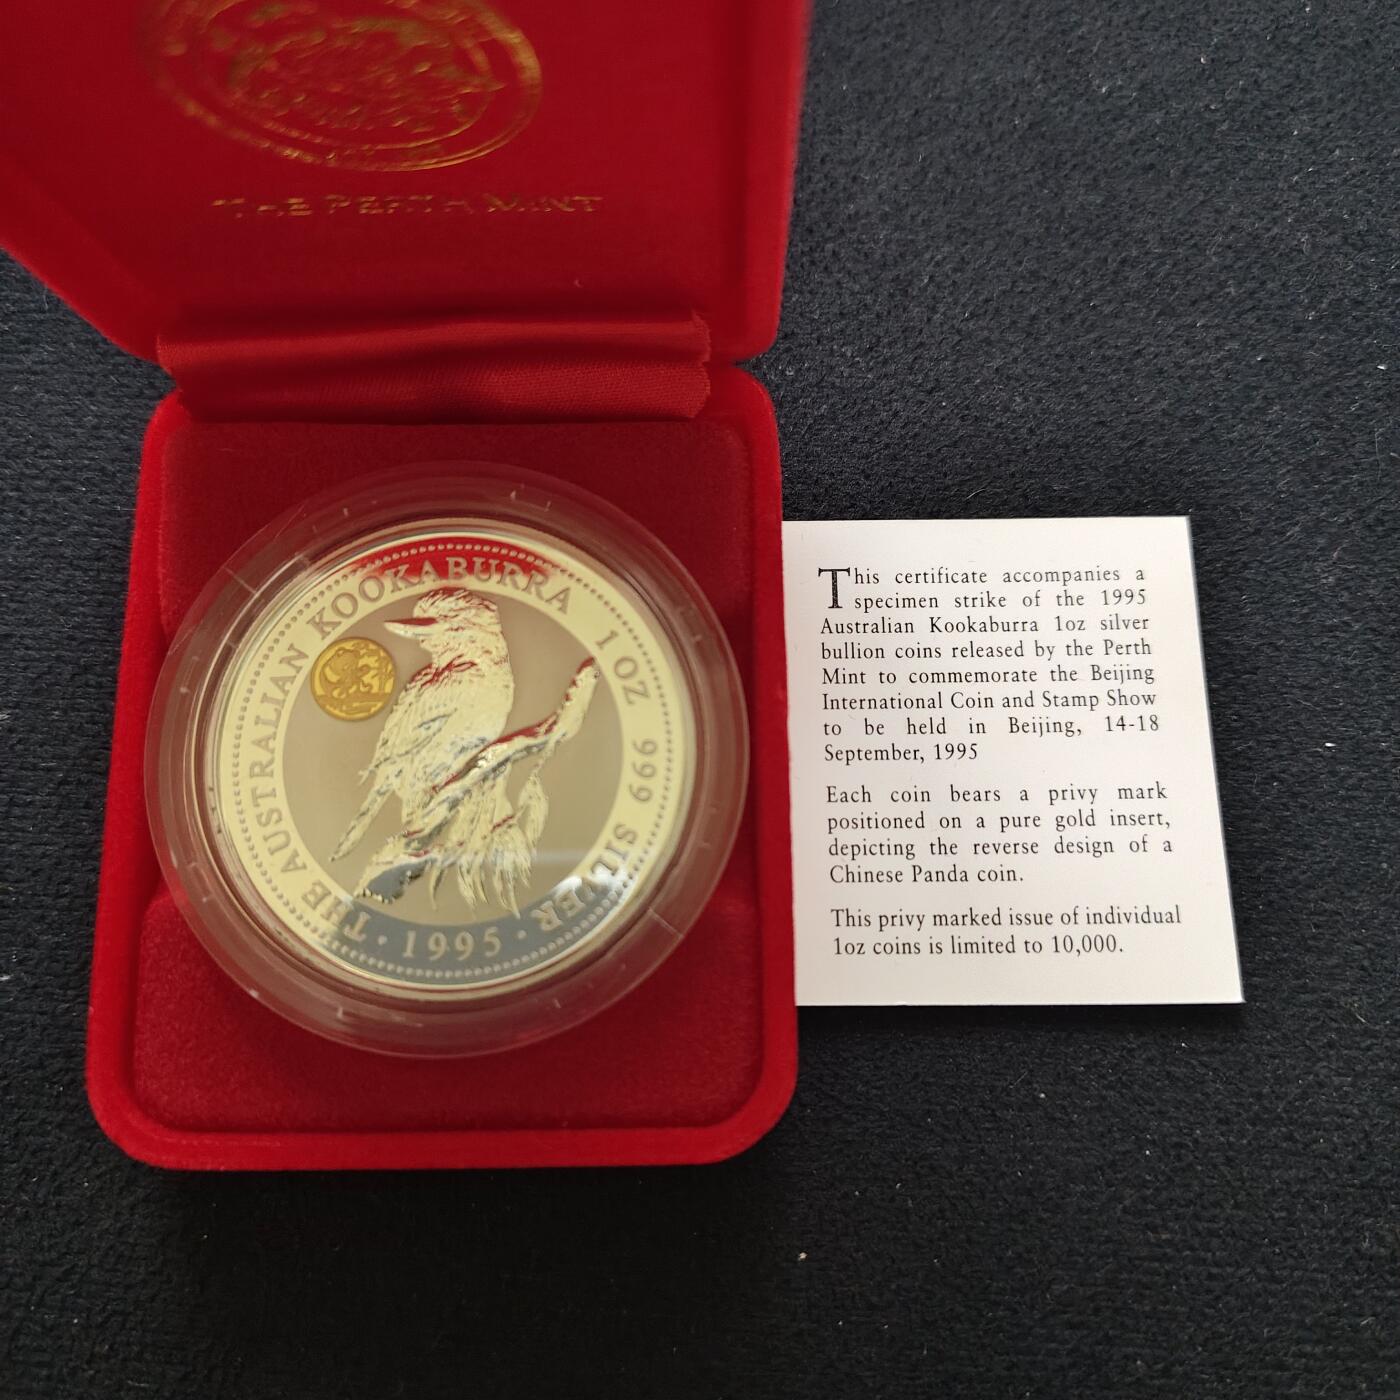 THE PERTH MINT
THE AUSTRALIAN KOOKABURRA 1 OZ 999 SILVER
· 1995 ·
This certificate accompanies a
specimen strike of the 1995
Australian Kookaburra 1oz silver
bullion coins released by the Perth
Mint to commemorate the Beijing
International Coin and Stamp Show
to be held in Beijing, 14-18
September, 1995
Each coin bears a privy mark
positioned on a pure gold insert,
depicting the reverse design of a
Chinese Panda coin.
This privy marked issue of individual
1oz coins is limited to 10,000.